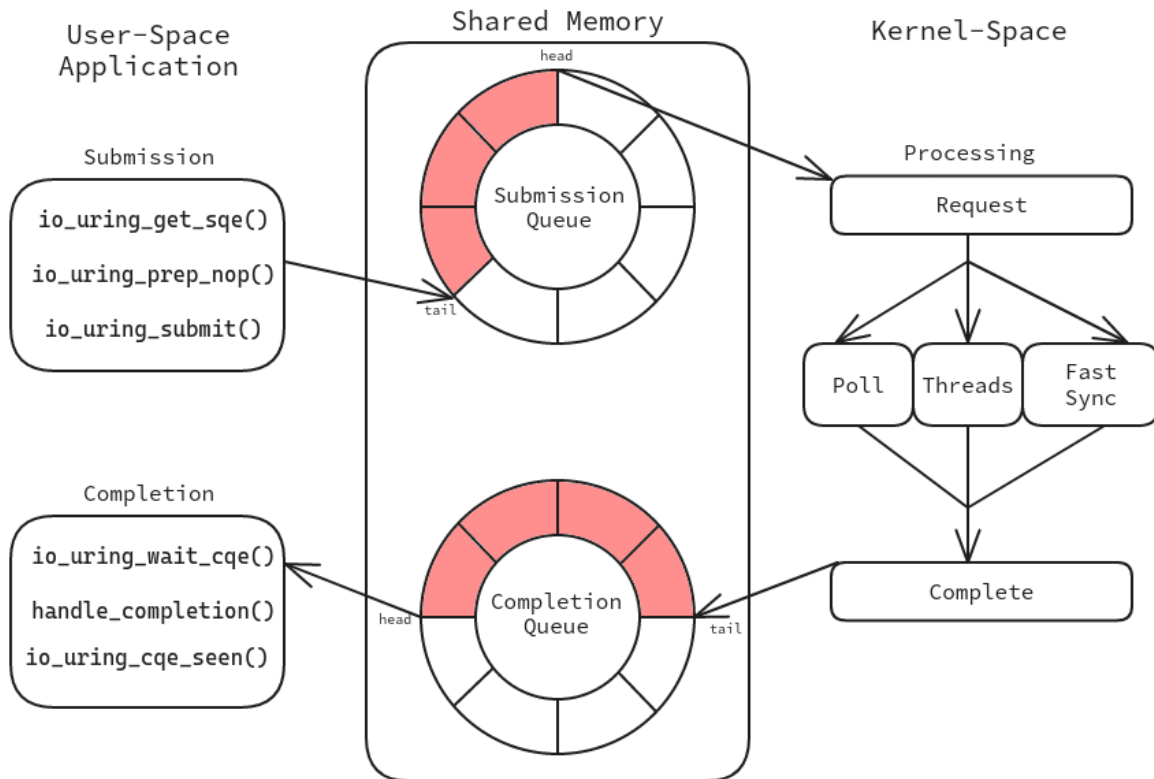 User-Space
Application
Shared Memory
Kernel-Space
head
Submission
io_uring_get_sqe()
io_uring_prep_nop()
io_uring_submit()
Submission
Queue
tail
Processing
Request
Poll
Threads
Fast
Sync
Completion
io_uring_wait_cqe()
handle_completion()
io_uring_cqe_seen()
head
Completion
Queue
tail
Complete